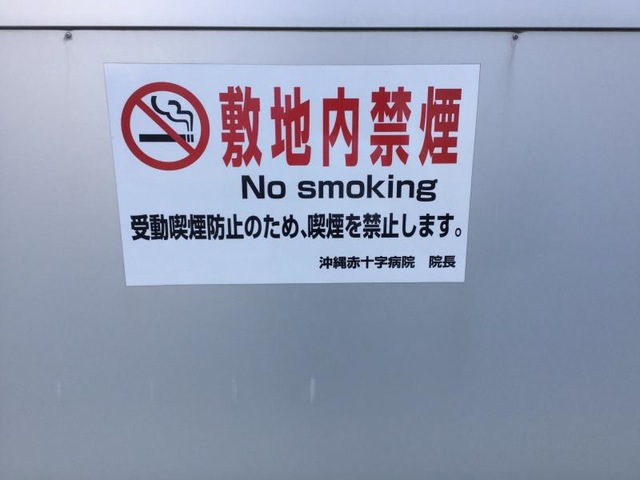 敷地内禁煙
No smoking
受動喫煙防止のため、喫煙を禁止します。
沖縄赤十字病院　院長